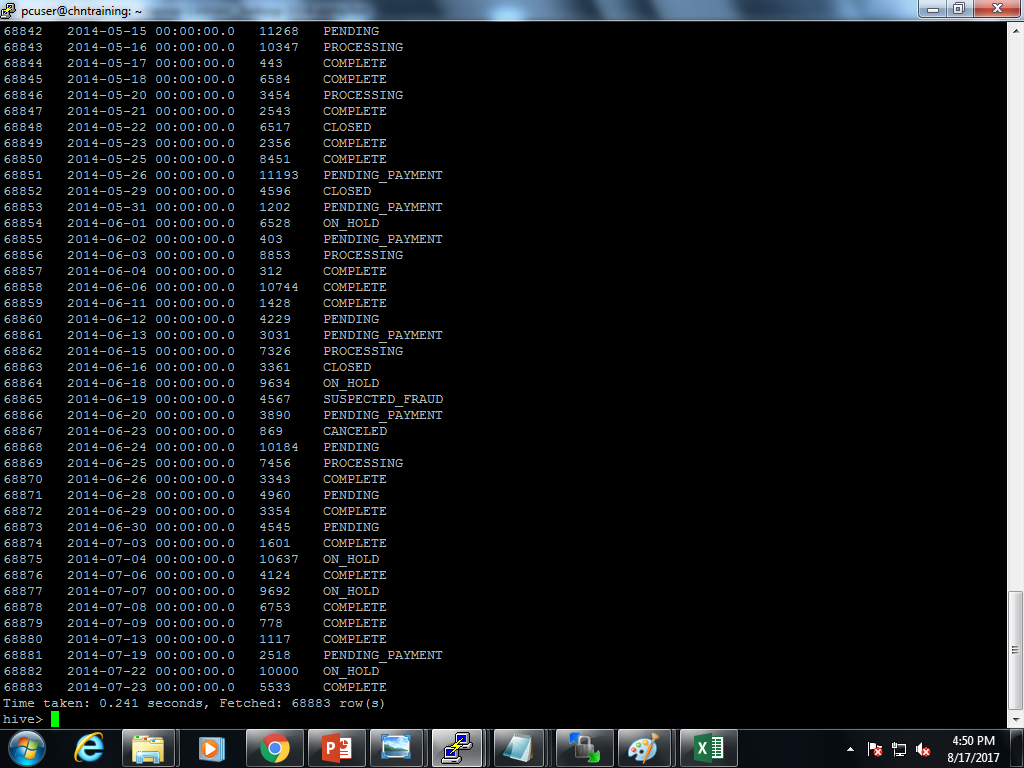 pcuser@chntraining: ~
68842 2014-05-15 00:00:00.0 11268 PENDING
68843 2014-05-16 00:00:00.0 10347 PROCESSING
68844 2014-05-17 00:00:00.0 443 COMPLETE
68845 2014-05-18 00:00:00.0 6584 COMPLETE
68846 2014-05-20 00:00:00.0 3454 PROCESSING
68847 2014-05-21 00:00:00.0 2543 COMPLETE
68848 2014-05-22 00:00:00.0 6517 CLOSED
68849 2014-05-23 00:00:00.0 2356 COMPLETE
68850 2014-05-25 00:00:00.0 8451 COMPLETE
68851 2014-05-26 00:00:00.0 11193 PENDING_PAYMENT
68852 2014-05-29 00:00:00.0 4596 CLOSED
68853 2014-05-31 00:00:00.0 1202 PENDING_PAYMENT
68854 2014-06-01 00:00:00.0 6528 ON_HOLD
68855 2014-06-02 00:00:00.0 403 PENDING_PAYMENT
68856 2014-06-03 00:00:00.0 8853 PROCESSING
68857 2014-06-04 00:00:00.0 312 COMPLETE
68858 2014-06-06 00:00:00.0 10744 COMPLETE
68859 2014-06-11 00:00:00.0 1428 COMPLETE
68860 2014-06-12 00:00:00.0 4229 PENDING
68861 2014-06-13 00:00:00.0 3031 PENDING_PAYMENT
68862 2014-06-15 00:00:00.0 7326 PROCESSING
68863 2014-06-16 00:00:00.0 3361 CLOSED
68864 2014-06-18 00:00:00.0 9634 ON_HOLD
68865 2014-06-19 00:00:00.0 4567 SUSPECTED_FRAUD
68866 2014-06-20 00:00:00.0 3890 PENDING_PAYMENT
68867 2014-06-23 00:00:00.0 869 CANCELED
68868 2014-06-24 00:00:00.0 10184 PENDING
68869 2014-06-25 00:00:00.0 7456 PROCESSING
68870 2014-06-26 00:00:00.0 3343 COMPLETE
68871 2014-06-28 00:00:00.0 4960 PENDING
68872 2014-06-29 00:00:00.0 3354 COMPLETE
68873 2014-06-30 00:00:00.0 4545 PENDING
68874 2014-07-03 00:00:00.0 1601 COMPLETE
68875 2014-07-04 00:00:00.0 10637 ON_HOLD
68876 2014-07-06 00:00:00.0 4124 COMPLETE
68877 2014-07-07 00:00:00.0 9692 ON_HOLD
68878 2014-07-08 00:00:00.0 6753 COMPLETE
68879 2014-07-09 00:00:00.0 778 COMPLETE
68880 2014-07-13 00:00:00.0 1117 COMPLETE
68881 2014-07-19 00:00:00.0 2518 PENDING_PAYMENT
68882 2014-07-22 00:00:00.0 10000 ON_HOLD
68883 2014-07-23 00:00:00.0 5533 COMPLETE
Time taken: 0.241 seconds, Fetched: 68883 row(s)
hive>
4:50 PM
8/17/2017